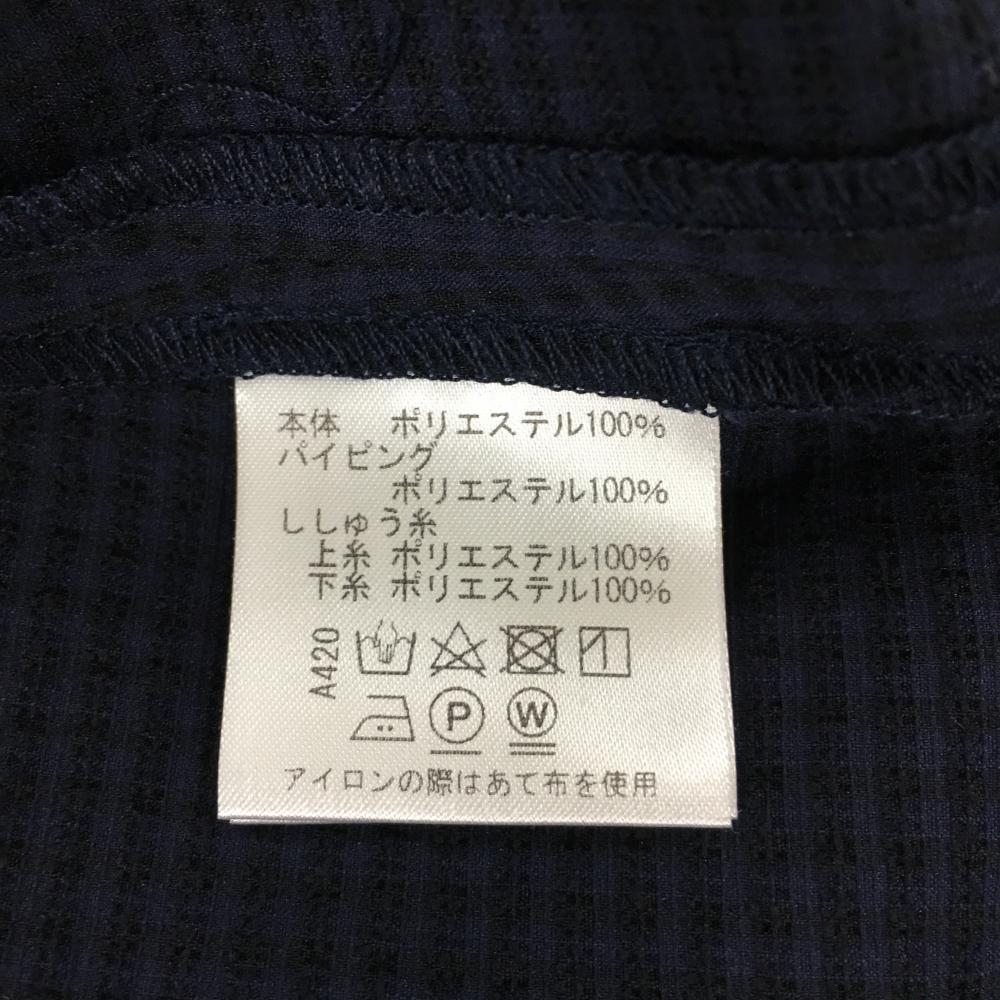 本体 ポリエステル100%
パイピング
ポリエステル100%
ししゅう糸
上糸 ポリエステル100%
下糸 ポリエステル100%
A420
P W
アイロンの際はあて布を使用